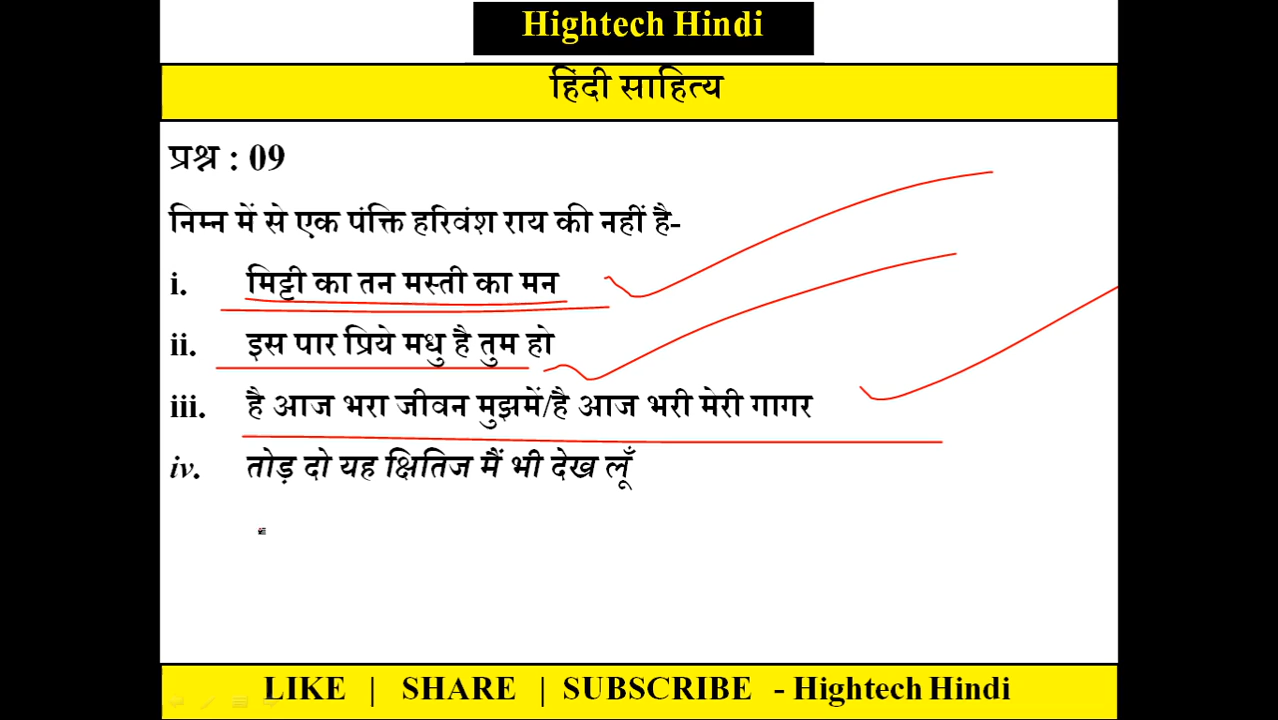 Hightech Hindi
हिंदी साहित्य
प्रश्न : 09
निम्न में से एक पंक्ति हरिवंश राय की नहीं है-
i. मिट्टी का तन मस्ती का मन
ii. इस पार प्रिये मधु है तुम हो
iii. है आज भरा जीवन मुझमें/है आज भरी मेरी गागर
iv. तोड़ दो यह क्षितिज मैं भी देख लूँ
LIKE | SHARE | SUBSCRIBE - Hightech Hindi